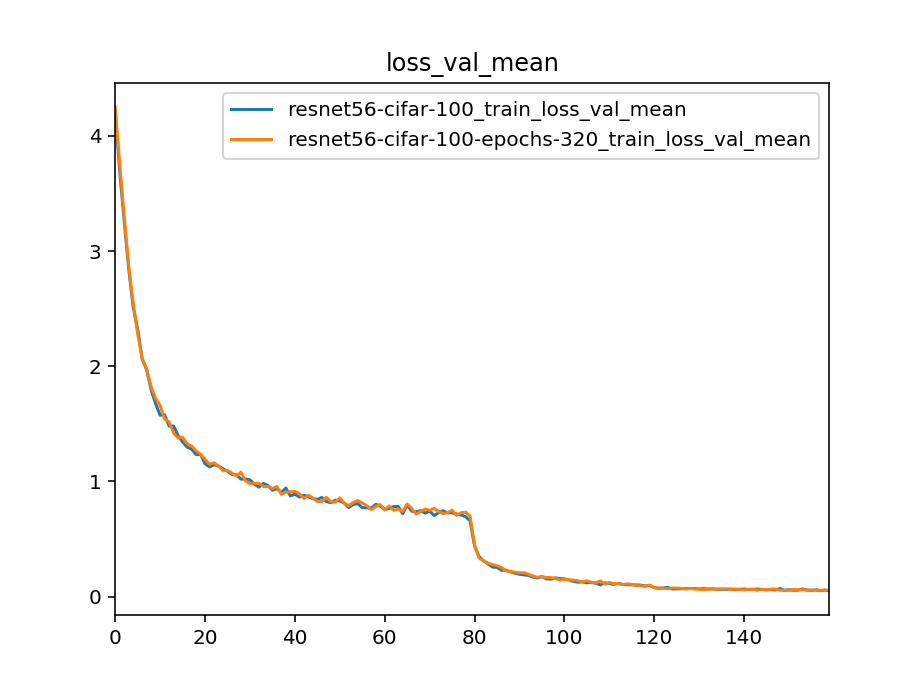 loss_val_mean
resnet56-cifar-100_train_loss_val_mean
resnet56-cifar-100-epochs-320_train_loss_val_mean
4
3
2
1
0
0 20 40 60 80 100 120 140